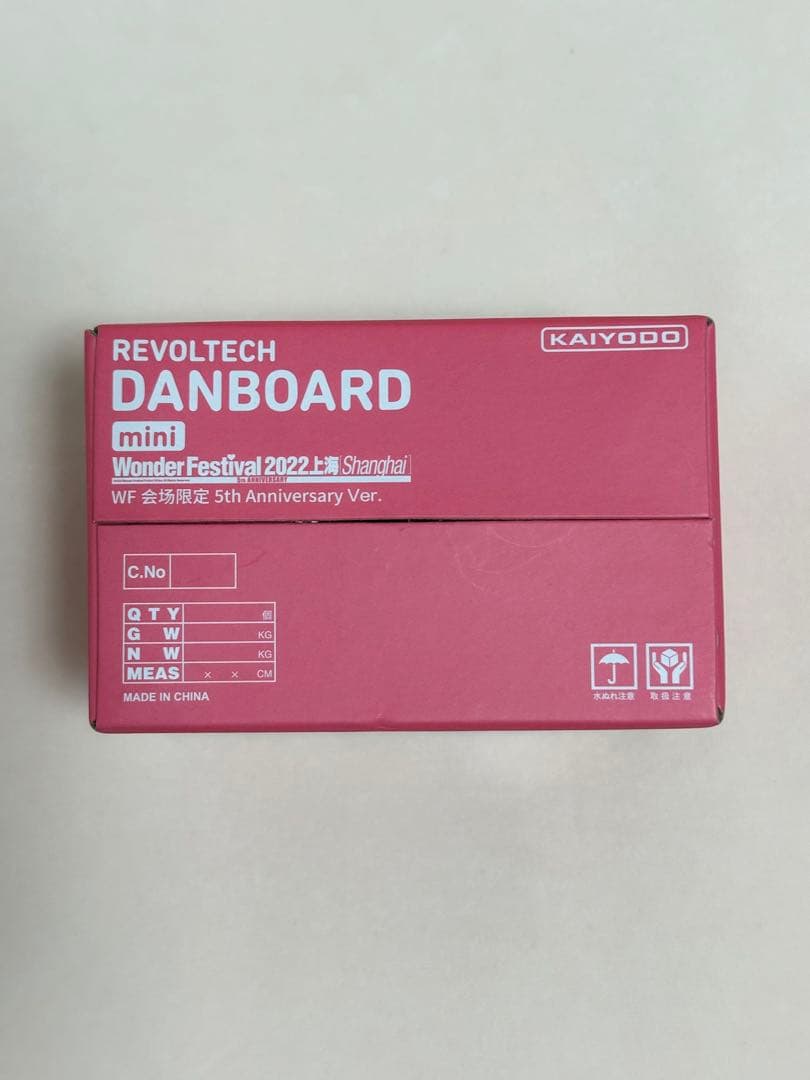 REVOLTECH
KAIYODO
DANBOARD
mini
Wonder Festival 2022上海 Shanghai
5th ANNIVERSARY
WF 会场限定 5th Anniversary Ver.
C.No
QTY 個
G W KG
N W KG
MEAS × × CM
MADE IN CHINA
水ぬれ注意
取扱注意